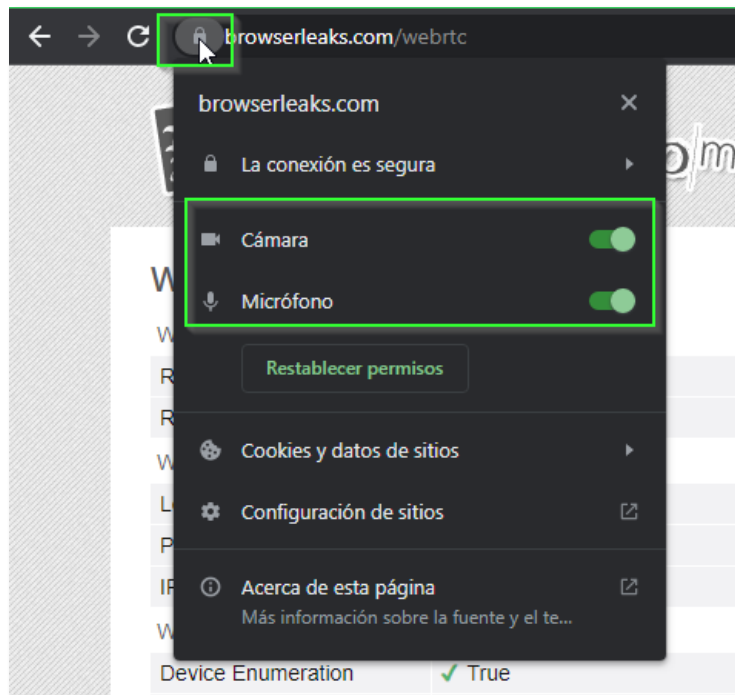 browserleaks.com/webrtc
browserleaks.com
La conexión es segura
Cámara
Micrófono
Restablecer permisos
Cookies y datos de sitios
Configuración de sitios
Acerca de esta página
Más información sobre la fuente y el te...
Device Enumeration ✓ True